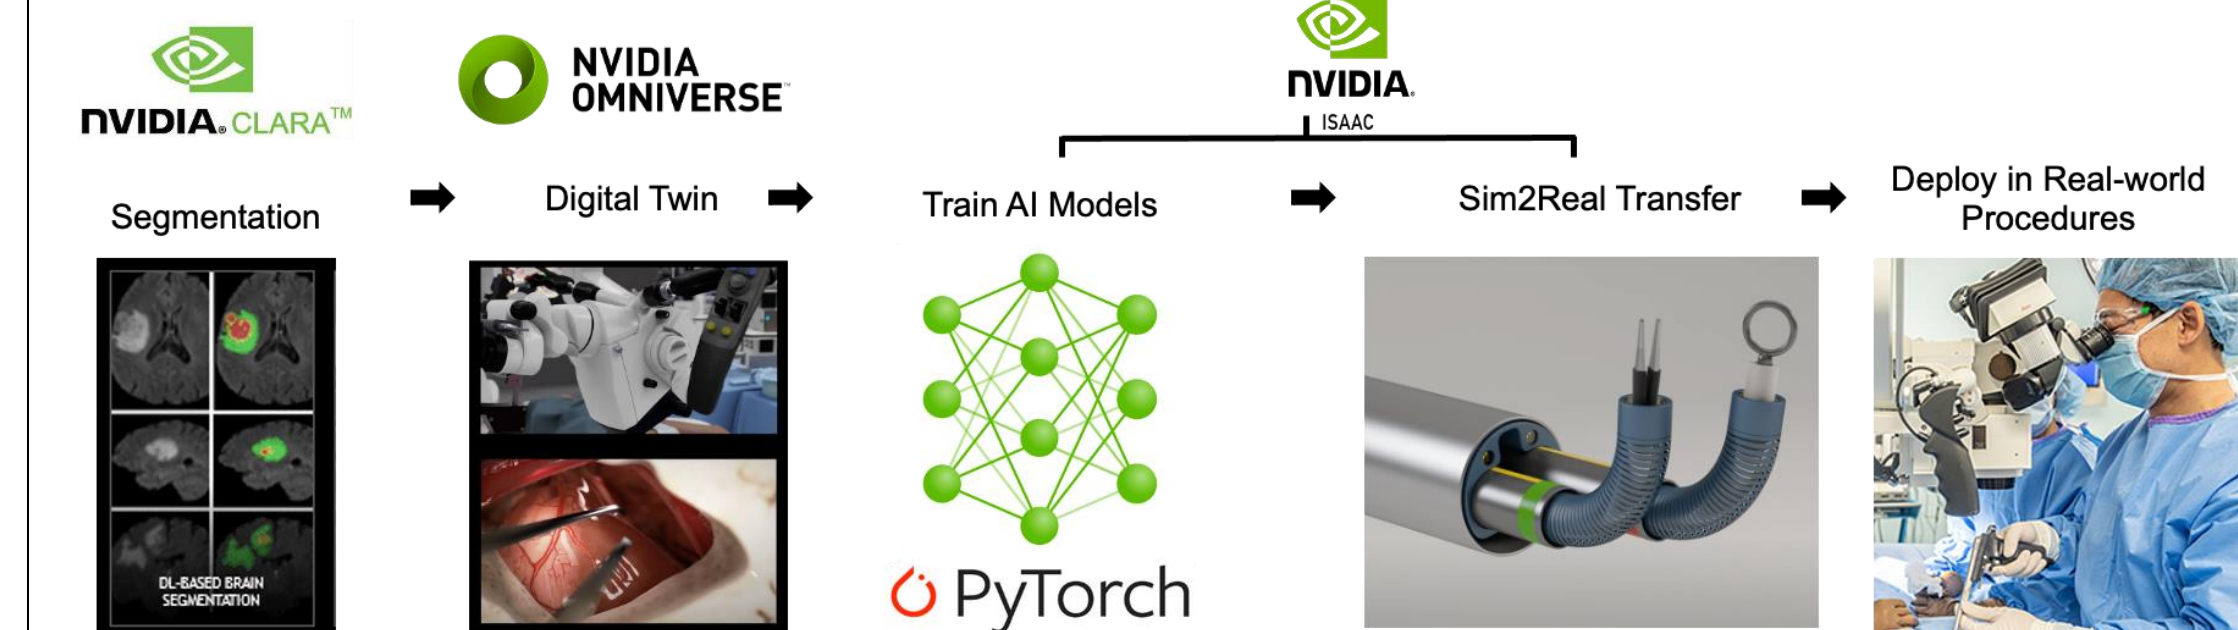 NVIDIA® CLARA™
NVIDIA
OMNIVERSE™
NVIDIA®
ISAAC
Segmentation
Digital Twin
Train AI Models
Sim2Real Transfer
Deploy in Real-world
Procedures
DL-BASED BRAIN
SEGMENTATION
PyTorch